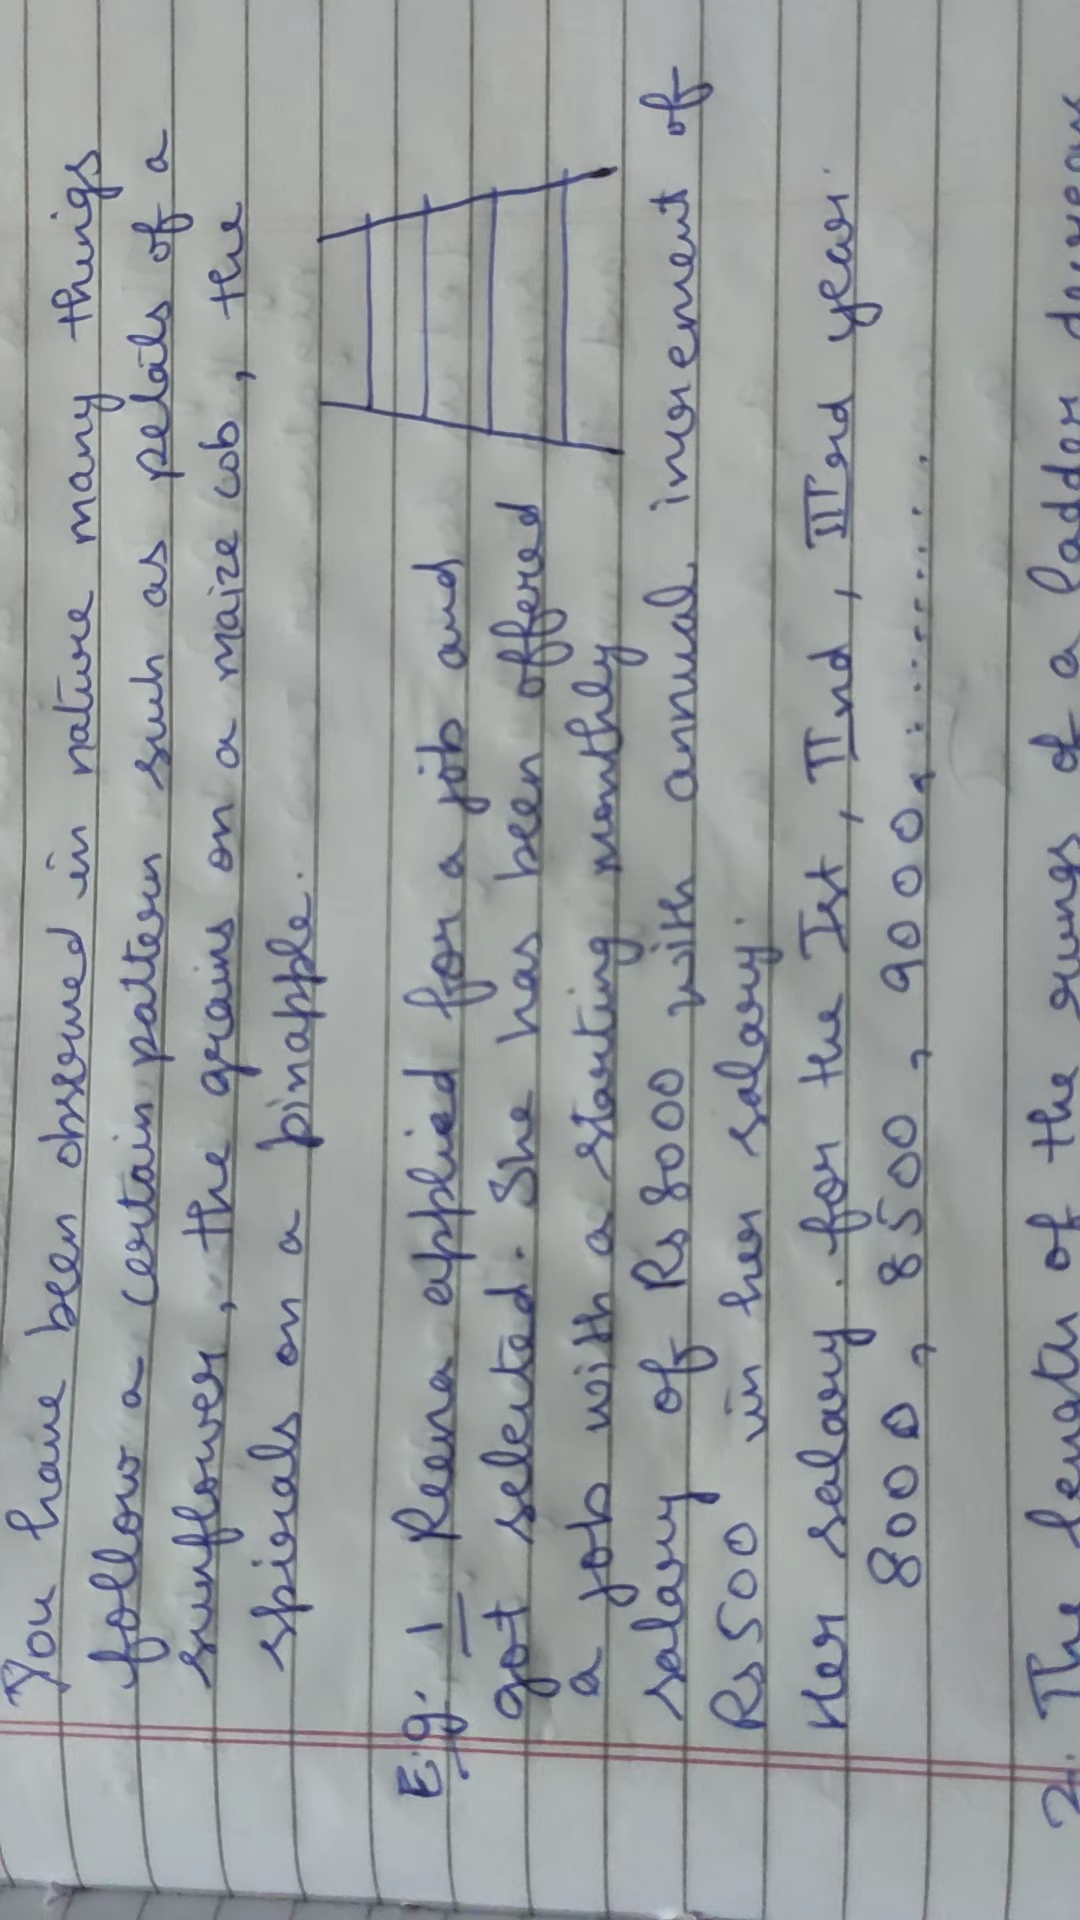 You have been observed in nature many things
follow a certain pattern such as petals of a
sunflower, the grains on a maize cob, the
spirals on a pinapple.
E.g. 1 Reena applied for a job and
got selected. She has been offered
a job with a starting monthly
salary of Rs 8000 with annual increment of
Rs 500 in her salary.
Her salary for the Ist, IInd, IIIrd year.
8000, 8500, 9000, ........
2. The length of the rungs of a ladder